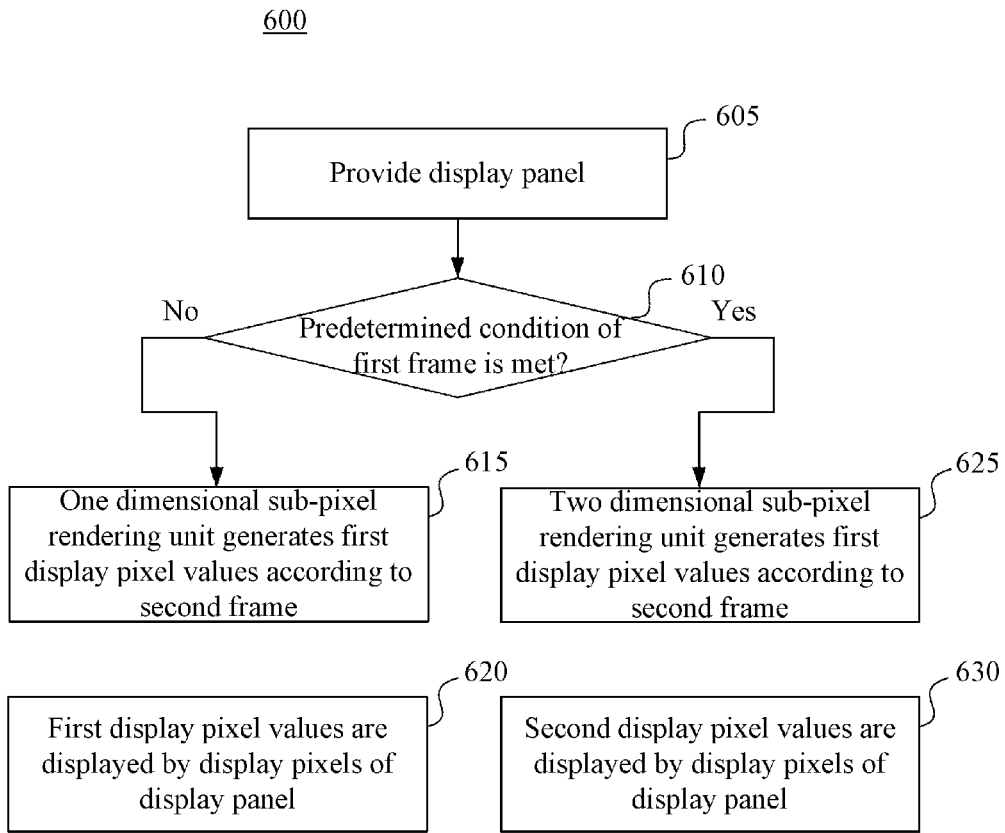 600
605
Provide display panel
610
No
Yes
Predetermined condition of
first frame is met?
615
One dimensional sub-pixel
rendering unit generates first
display pixel values according to
second frame
625
Two dimensional sub-pixel
rendering unit generates first
display pixel values according to
second frame
620
First display pixel values are
displayed by display pixels of
display panel
630
Second display pixel values are
displayed by display pixels of
display panel